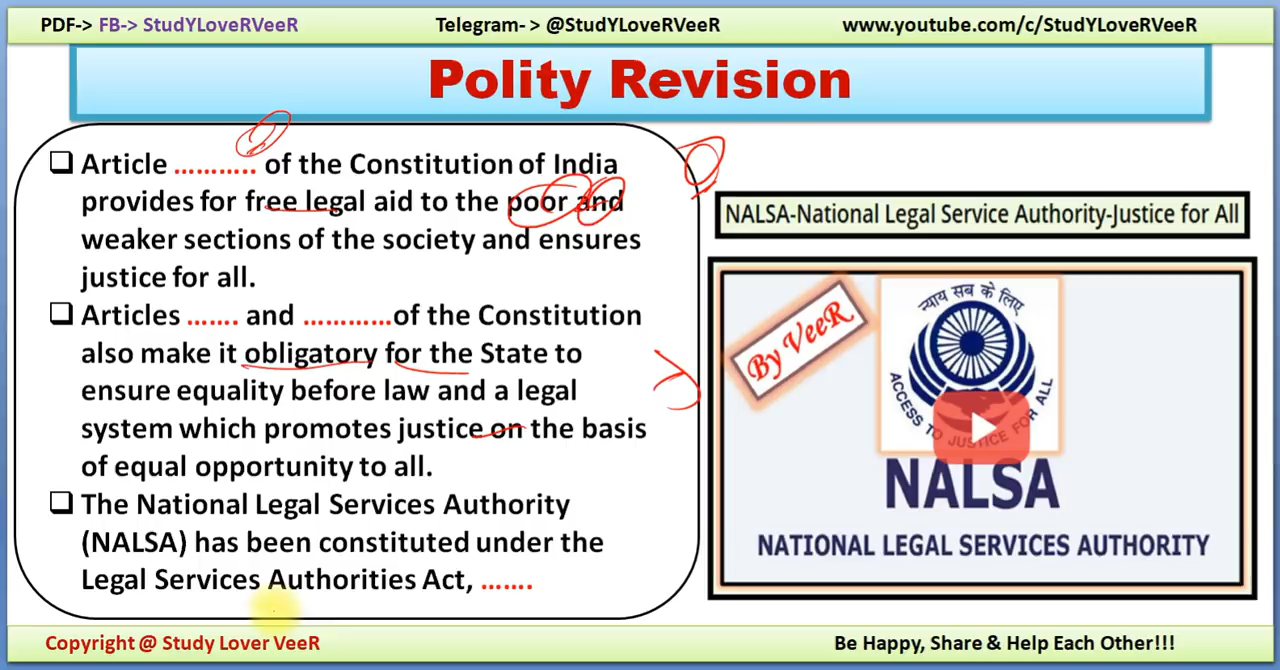 PDF-> FB-> StudYLoveRVeeR
Telegram- > @StudYLoveRVeeR
www.youtube.com/c/StudYLoveRVeeR
Polity Revision
❑ Article ........... of the Constitution of India
provides for free legal aid to the poor and
weaker sections of the society and ensures
justice for all.
❑ Articles ....... and ............of the Constitution
also make it obligatory for the State to
ensure equality before law and a legal
system which promotes justice on the basis
of equal opportunity to all.
❑ The National Legal Services Authority
(NALSA) has been constituted under the
Legal Services Authorities Act, .......
NALSA-National Legal Service Authority-Justice for All
By VeeR
न्याय सब के लिए
ACCESS TO JUSTICE FOR ALL
NALSA
NATIONAL LEGAL SERVICES AUTHORITY
Copyright @ Study Lover VeeR
Be Happy, Share & Help Each Other!!!